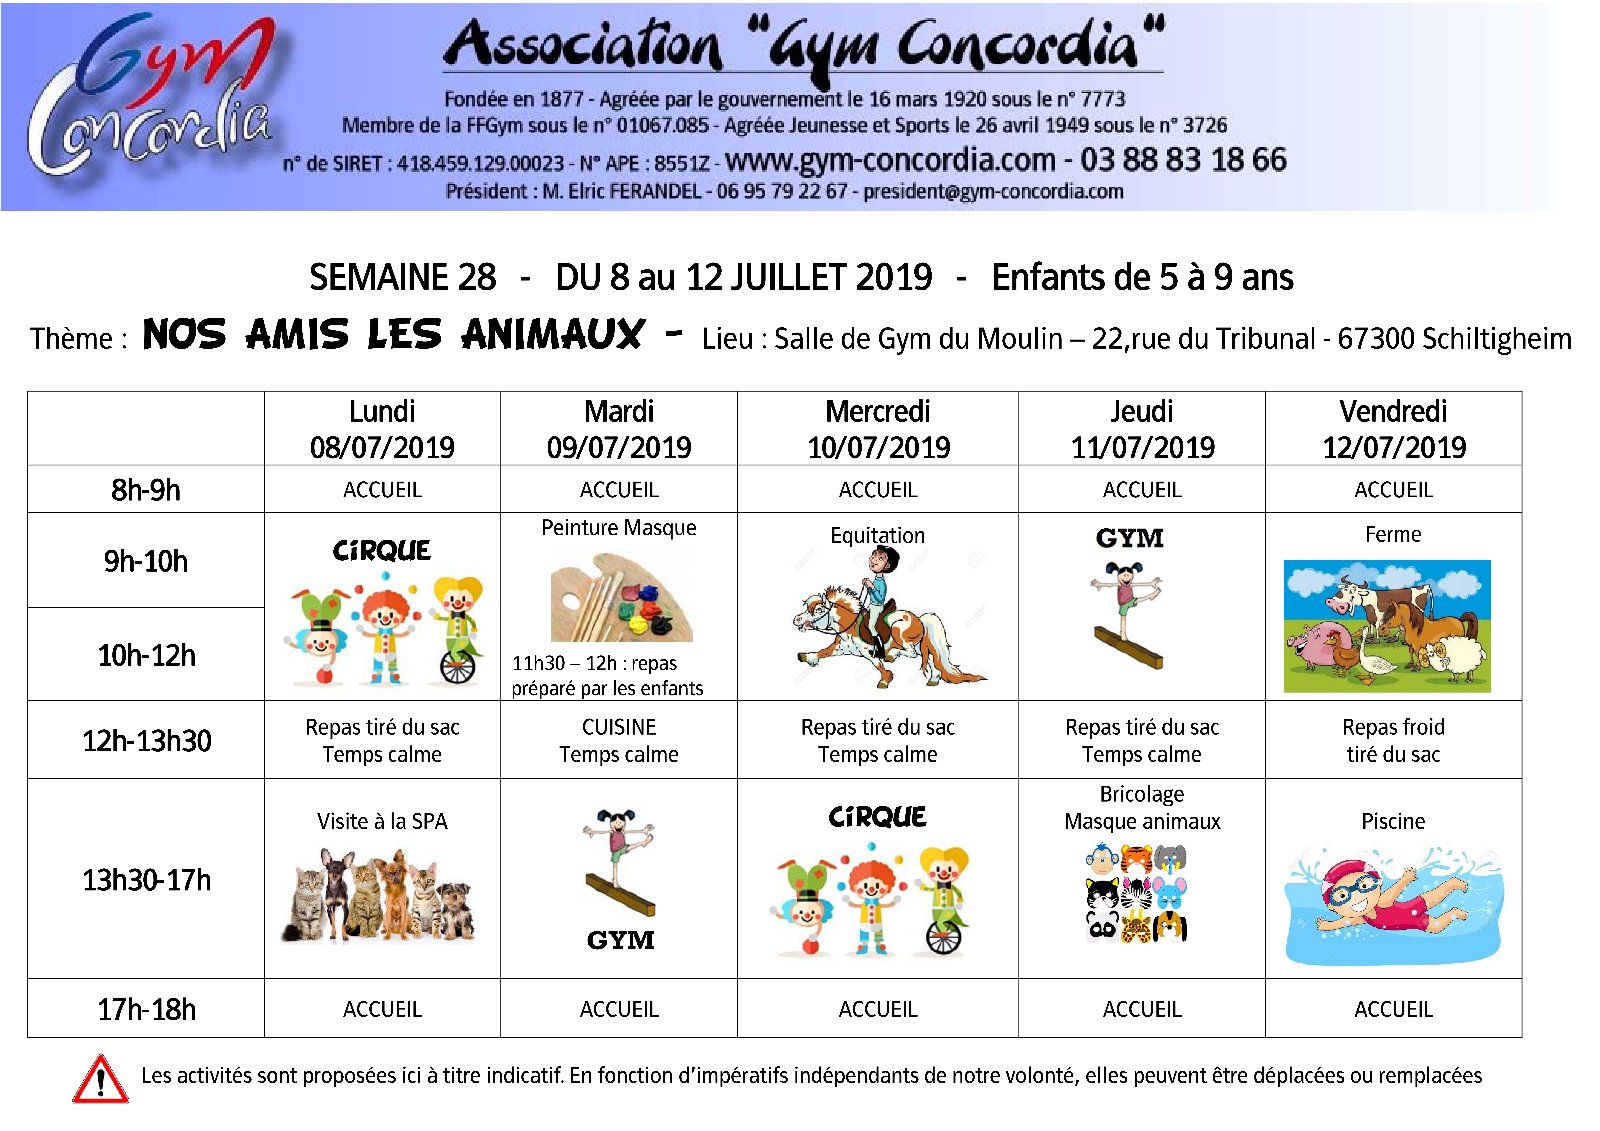 Gym
Concordia
Association "Gym Concordia"
Fondée en 1877 - Agréée par le gouvernement le 16 mars 1920 sous le n° 7773
Membre de la FFGym sous le n° 01067.085 - Agréée Jeunesse et Sports le 26 avril 1949 sous le n° 3726
n° de SIRET : 418.459.129.00023 - N° APE : 8551Z - www.gym-concordia.com - 03 88 83 18 66
Président : M. Elric FERANDEL - 06 95 79 22 67 - president@gym-concordia.com
SEMAINE 28 - DU 8 au 12 JUILLET 2019 - Enfants de 5 à 9 ans
Thème : NOS AMIS LES ANIMAUX - Lieu : Salle de Gym du Moulin – 22,rue du Tribunal - 67300 Schiltigheim
Lundi Mardi Mercredi Jeudi Vendredi
08/07/2019 09/07/2019 10/07/2019 11/07/2019 12/07/2019
8h-9h ACCUEIL ACCUEIL ACCUEIL ACCUEIL ACCUEIL
9h-10h
10h-12h
CiRQUE
Peinture Masque
11h30 – 12h : repas
préparé par les enfants
Equitation
GYM
Ferme
12h-13h30
Repas tiré du sac
Temps calme
CUISINE
Temps calme
Repas tiré du sac
Temps calme
Repas tiré du sac
Temps calme
Repas froid
tiré du sac
13h30-17h
Visite à la SPA
GYM
CiRQUE
Bricolage
Masque animaux
Piscine
17h-18h ACCUEIL ACCUEIL ACCUEIL ACCUEIL ACCUEIL
Les activités sont proposées ici à titre indicatif. En fonction d'impératifs indépendants de notre volonté, elles peuvent être déplacées ou remplacées